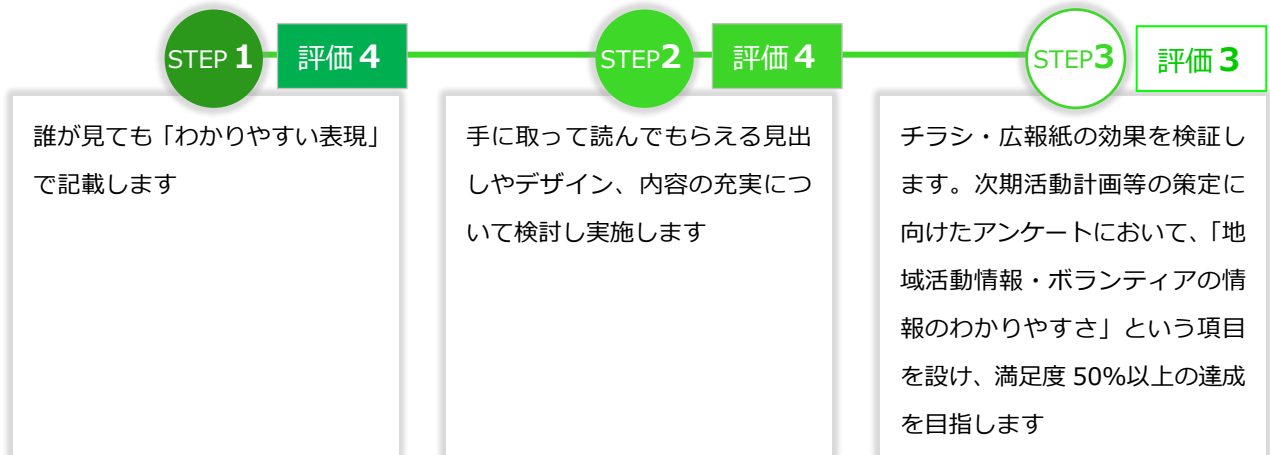 STEP 1 評価 4
誰が見ても「わかりやすい表現」
で記載します
STEP2 評価 4
手に取って読んでもらえる見出
しやデザイン、内容の充実につ
いて検討し実施します
STEP3 評価 3
チラシ・広報紙の効果を検証し
ます。次期活動計画等の策定に
向けたアンケートにおいて、「地
域活動情報・ボランティアの情
報のわかりやすさ」という項目
を設け、満足度 50%以上の達成
を目指します